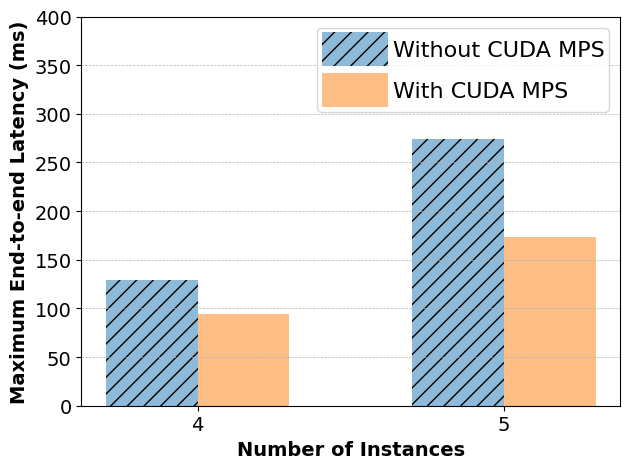 Maximum End-to-end Latency (ms)
400
350
300
250
200
150
100
50
0
Without CUDA MPS
With CUDA MPS
4
5
Number of Instances